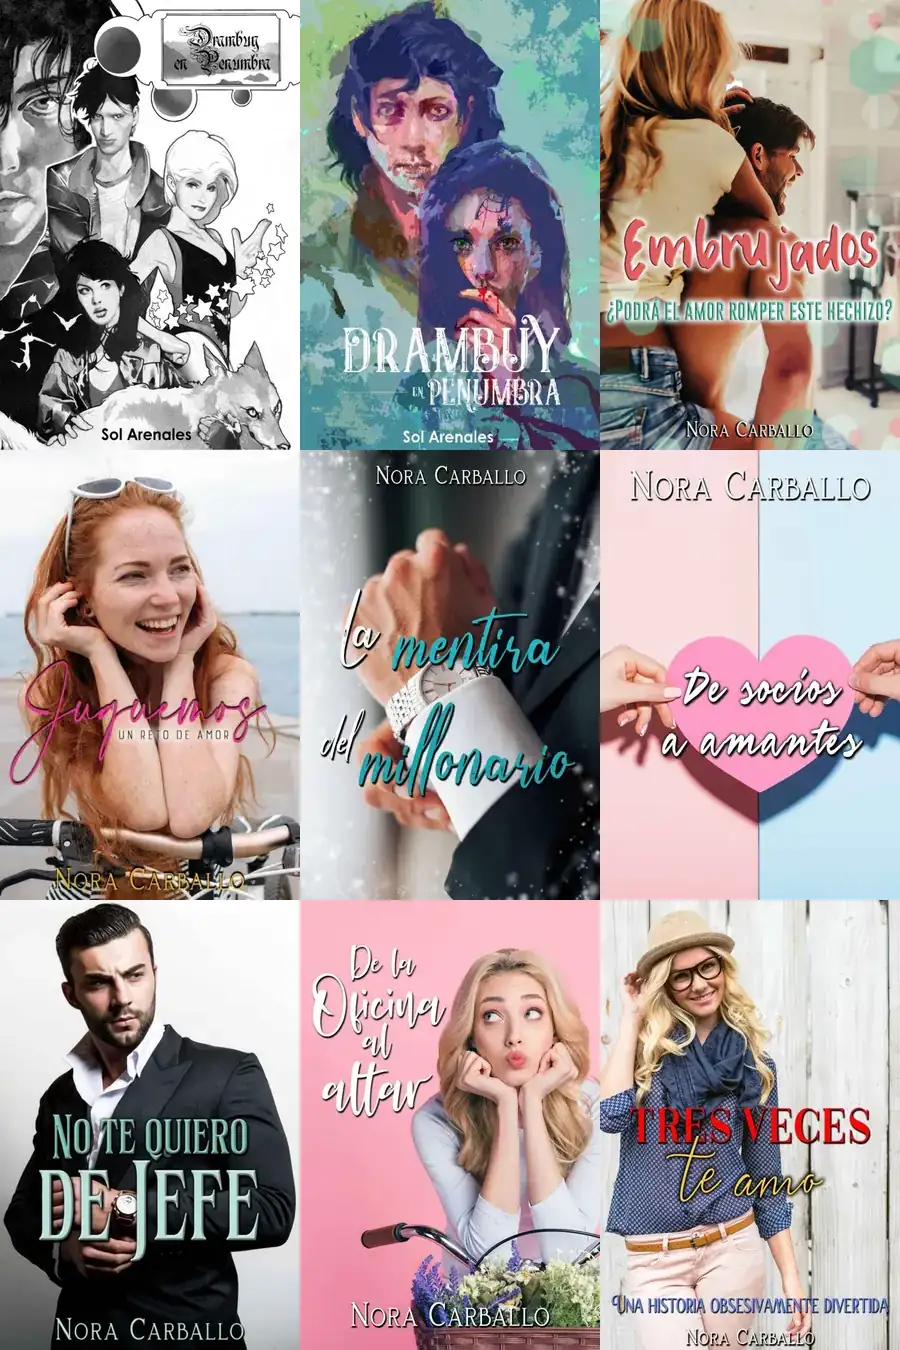 Drambuy
en Penumbra
Sol Arenales
DRAMBUY
EN PENUMBRA
Sol Arenales
Embrujados
¿PODRÁ EL AMOR ROMPER ESTE HECHIZO?
NORA CARBALLO
Juguemos
UN RETO DE AMOR
NORA CARBALLO
NORA CARBALLO
La mentira
del millonario
NORA CARBALLO
De socios
a amantes
NO TE QUIERO
DE JEFE
NORA CARBALLO
De la
Oficina
al
altar
NORA CARBALLO
TRES VECES
te amo
UNA HISTORIA OBSESIVAMENTE DIVERTIDA
NORA CARBALLO